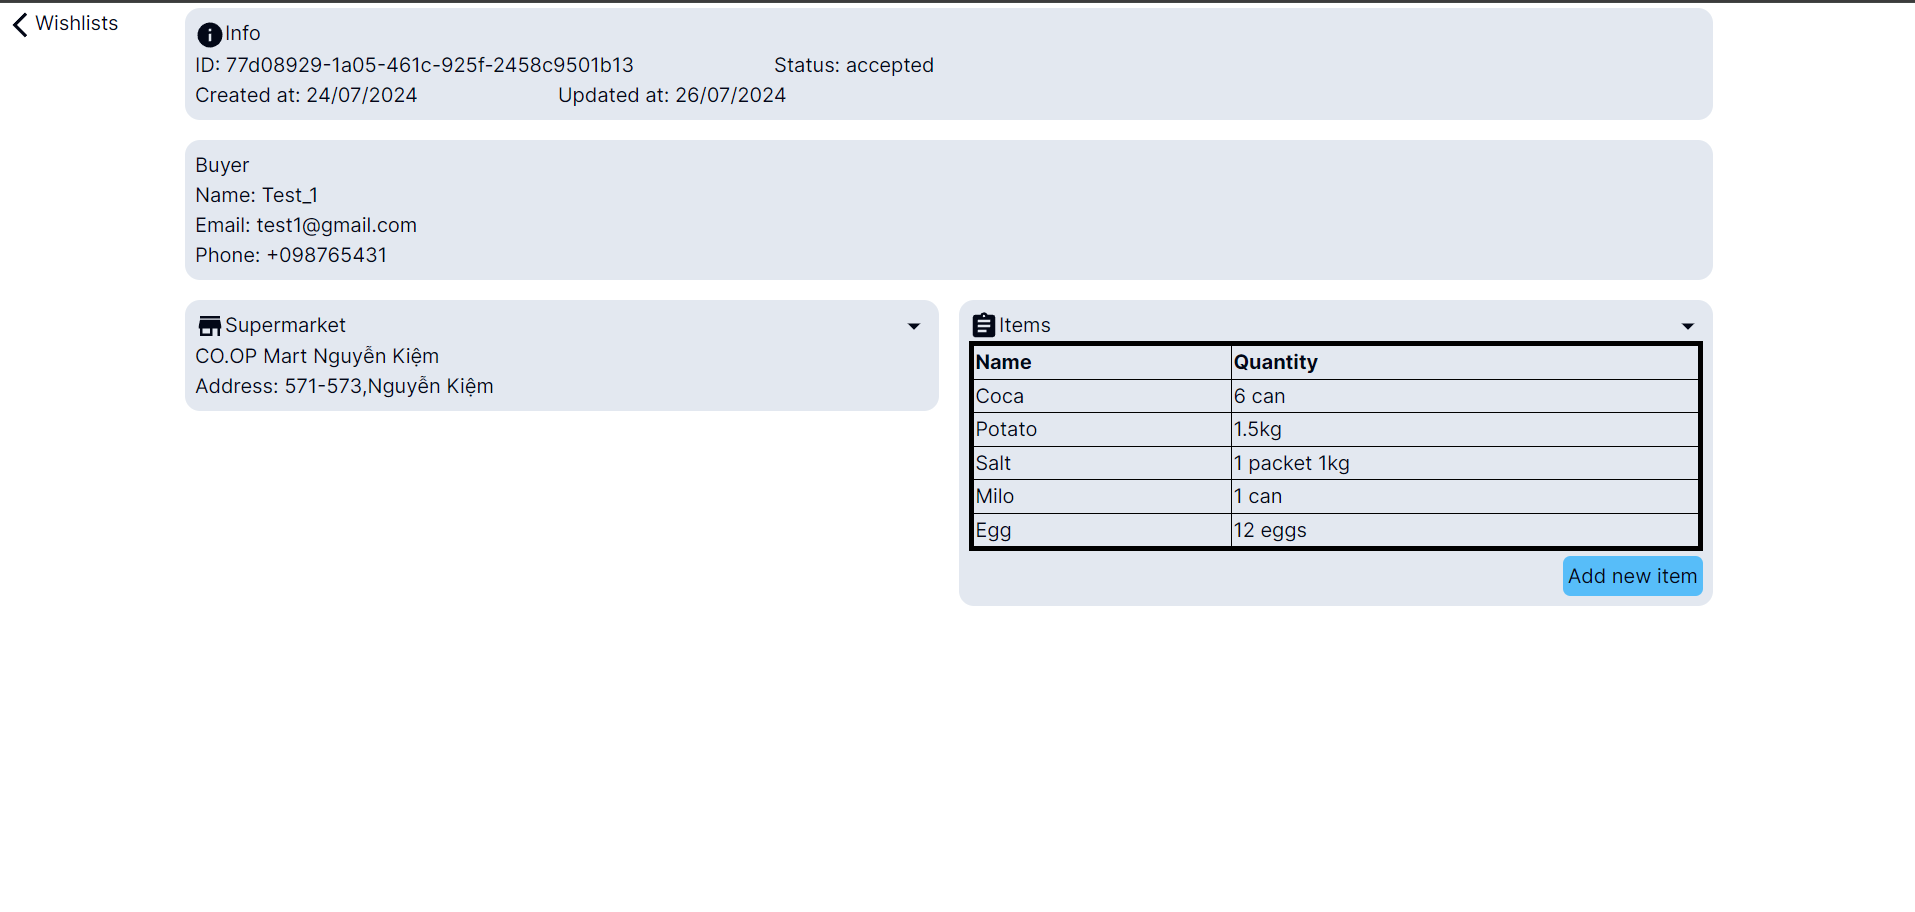 Wishlists
Info
ID: 77d08929-1a05-461c-925f-2458c9501b13 Status: accepted
Created at: 24/07/2024 Updated at: 26/07/2024
Buyer
Name: Test_1
Email: test1@gmail.com
Phone: +098765431
Supermarket
CO.OP Mart Nguyễn Kiệm
Address: 571-573,Nguyễn Kiệm
Items
Name Quantity
Coca 6 can
Potato 1.5kg
Salt 1 packet 1kg
Milo 1 can
Egg 12 eggs
Add new item